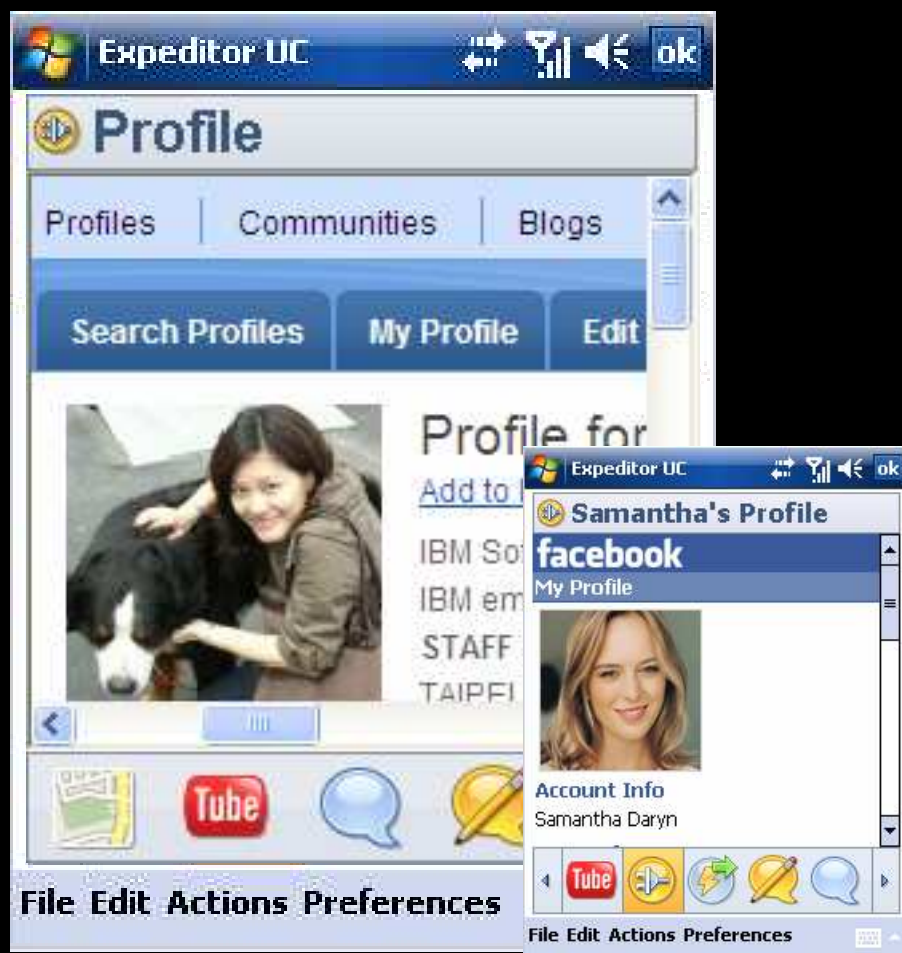 Expeditor UC ok
Profile
Profiles Communities Blogs
Search Profiles My Profile Edit
Profile for
Add to
IBM
IBM
STAFF
TAIPEI
Tube
File Edit Actions Preferences
Expeditor UC ok
Samantha's Profile
facebook
My Profile
Account Info
Samantha Daryn
Tube
File Edit Actions Preferences